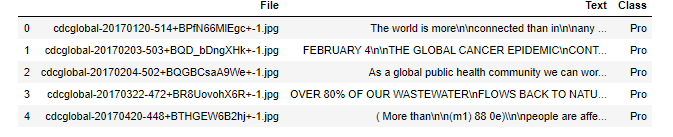 File Text Class
0 cdcglobal-20170120-514+BPfN66MlEgc+-1.jpg The world is more\n\nconnected than in\n\nany ... Pro
1 cdcglobal-20170203-503+BQD_bDngXHk+-1.jpg FEBRUARY 4\n\nTHE GLOBAL CANCER EPIDEMIC\nCONT... Pro
2 cdcglobal-20170204-502+BQGBCsaA9We+-1.jpg As a global public health community we can wor... Pro
3 cdcglobal-20170322-472+BR8UovohX6R+-1.jpg OVER 80% OF OUR WASTEWATER\nFLOWS BACK TO NATU... Pro
4 cdcglobal-20170420-448+BTHGEW6B2hj+-1.jpg ( More than\n\n(m1) 88 0e)\\n\npeople are affe... Pro